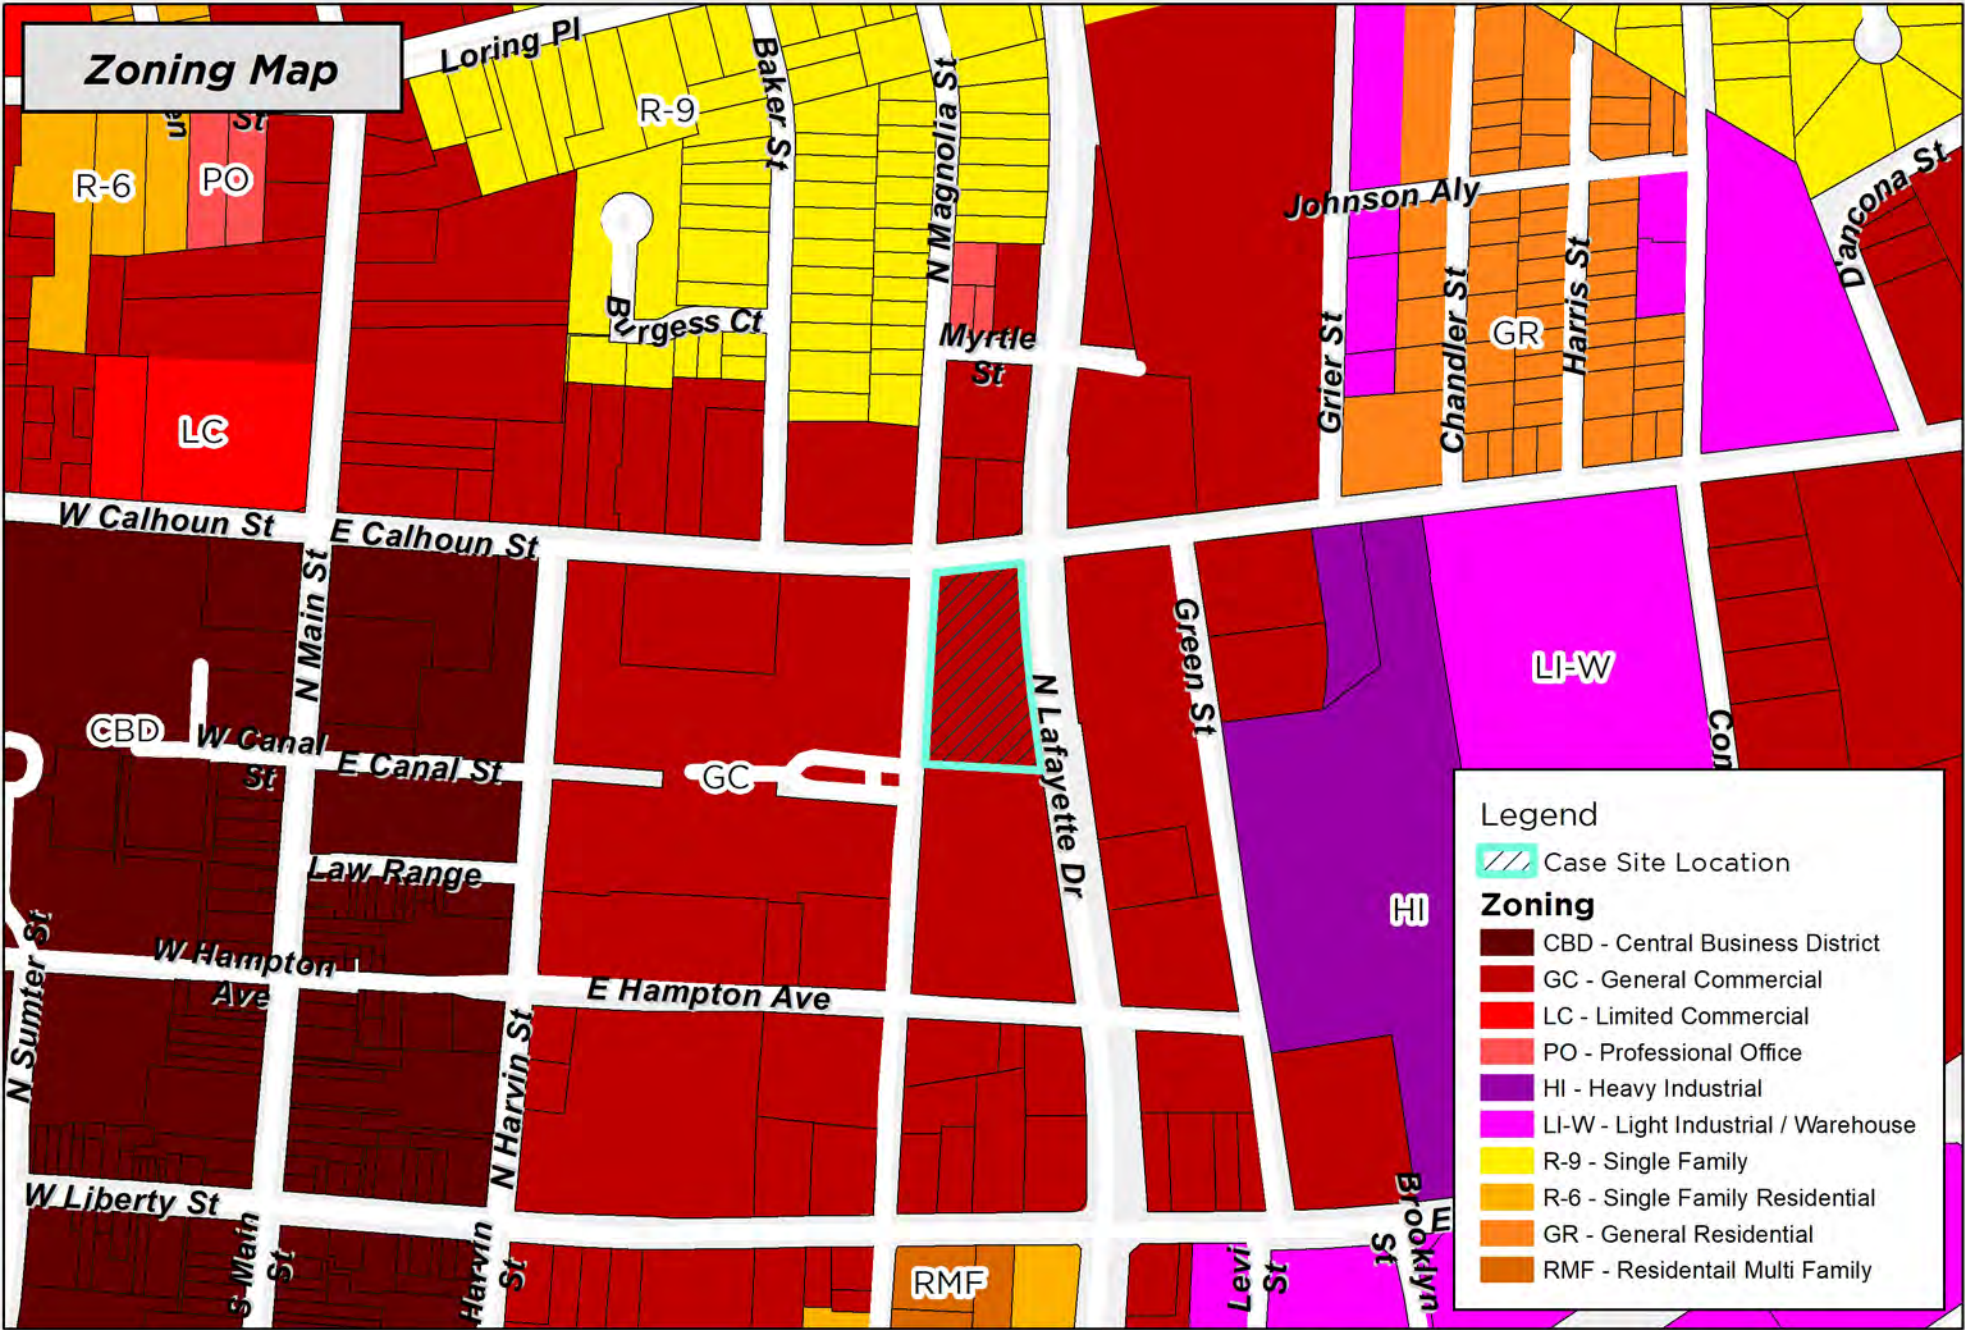 Zoning Map
Loring Pl
en
St
R-6
PO
R-9
Baker St
N Magnolia St
Burgess Ct
Myrtle
St
Johnson Aly
Grier St
Chandler St
GR
Harris St
D'ancona St
LC
W Calhoun St
E Calhoun St
N Main St
CBD
W Canal
St
E Canal St
GC
N Lafayette Dr
Green St
LI-W
Con
HI
Law Range
W Hampton
Ave
E Hampton Ave
N Sumter St
N Harvin St
W Liberty St
S Main
St
Harvin
St
RMF
Levi
St
Brooklyn
St
E
Legend
Case Site Location
Zoning
CBD - Central Business District
GC - General Commercial
LC - Limited Commercial
PO - Professional Office
HI - Heavy Industrial
LI-W - Light Industrial / Warehouse
R-9 - Single Family
R-6 - Single Family Residential
GR - General Residential
RMF - Residentail Multi Family